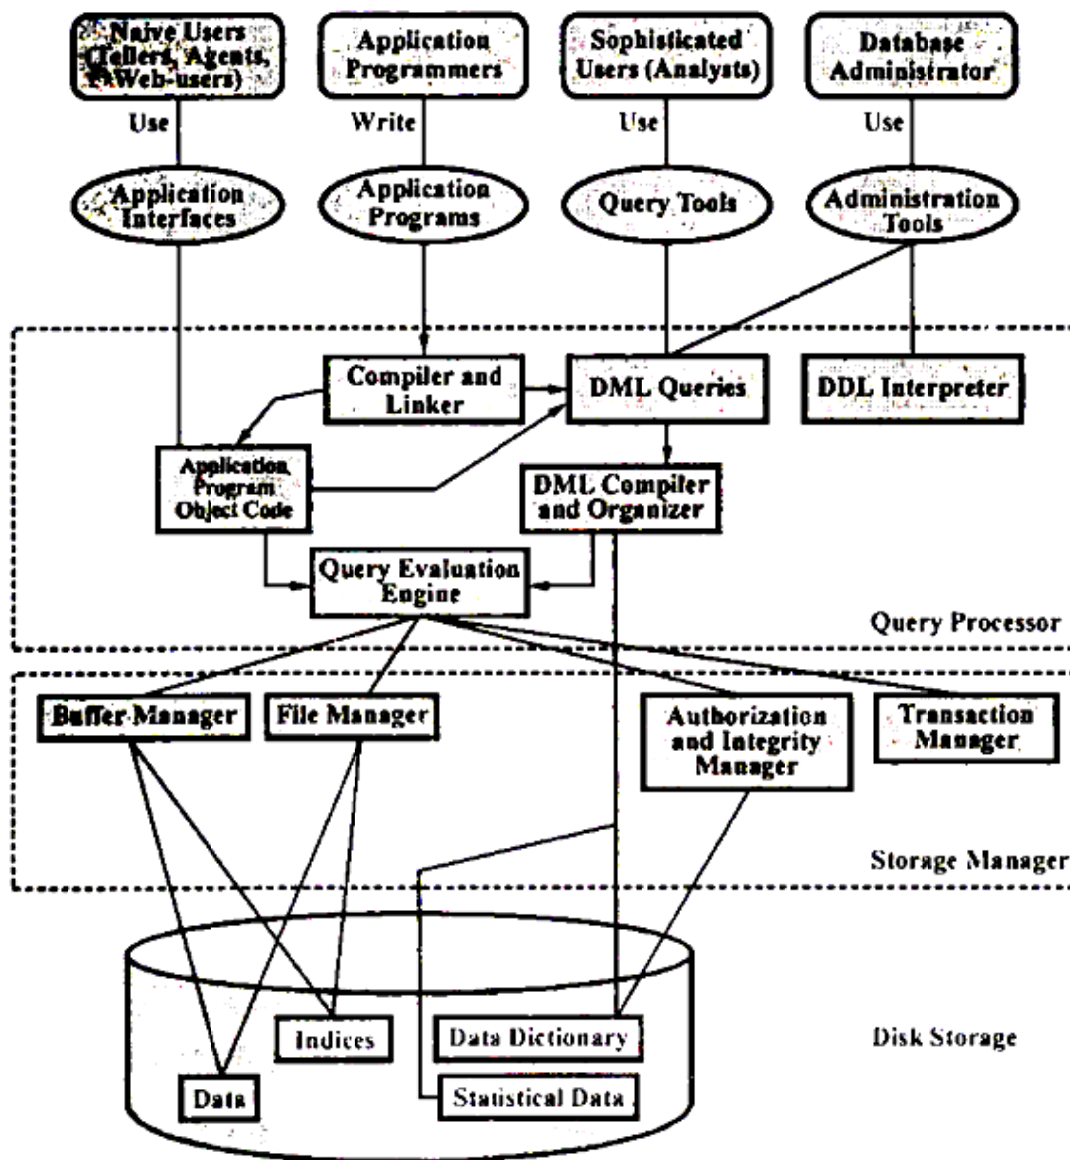 Naive Users
(Tellers, Agents,
Web-users)
Application
Programmers
Sophisticated
Users (Analysts)
Database
Administrator
Use
Write
Use
Use
Application
Interfaces
Application
Programs
Query Tools
Administration
Tools
Compiler and
Linker
DML Queries
DDL Interpreter
Application
Program
Object Code
DML Compiler
and Organizer
Query Evaluation
Engine
Query Processor
Buffer Manager
File Manager
Authorization
and Integrity
Manager
Transaction
Manager
Storage Manager
Indices
Data Dictionary
Disk Storage
Data
Statistical Data